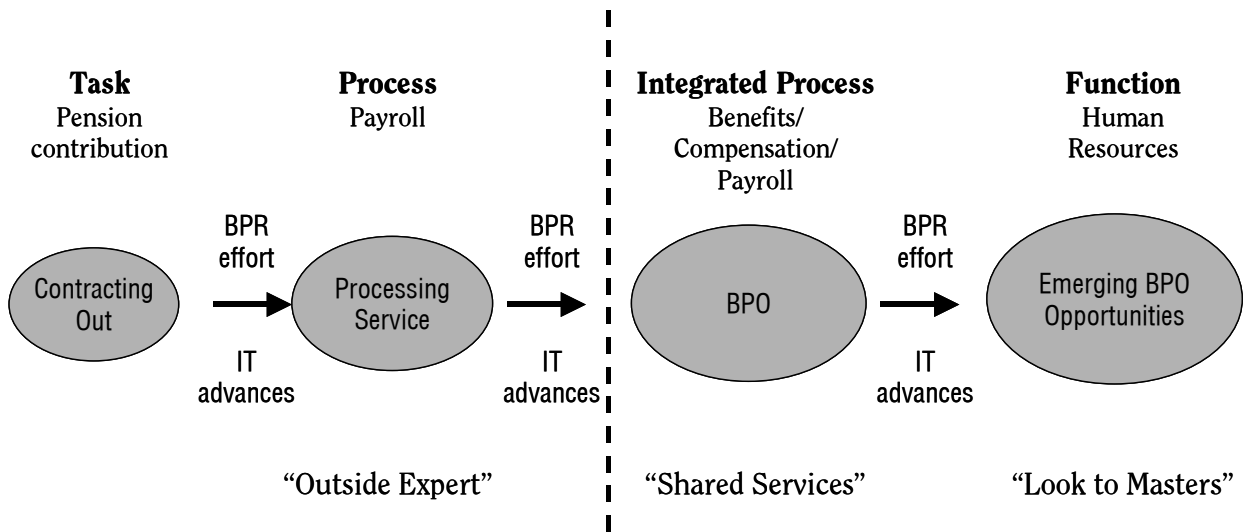 Task
Pension
contribution
Process
Payroll
Integrated Process
Benefits/
Compensation/
Payroll
Function
Human
Resources
Contracting
Out
BPR
effort
IT
advances
Processing
Service
BPR
effort
IT
advances
BPO
BPR
effort
IT
advances
Emerging BPO
Opportunities
“Outside Expert”
“Shared Services”
“Look to Masters”